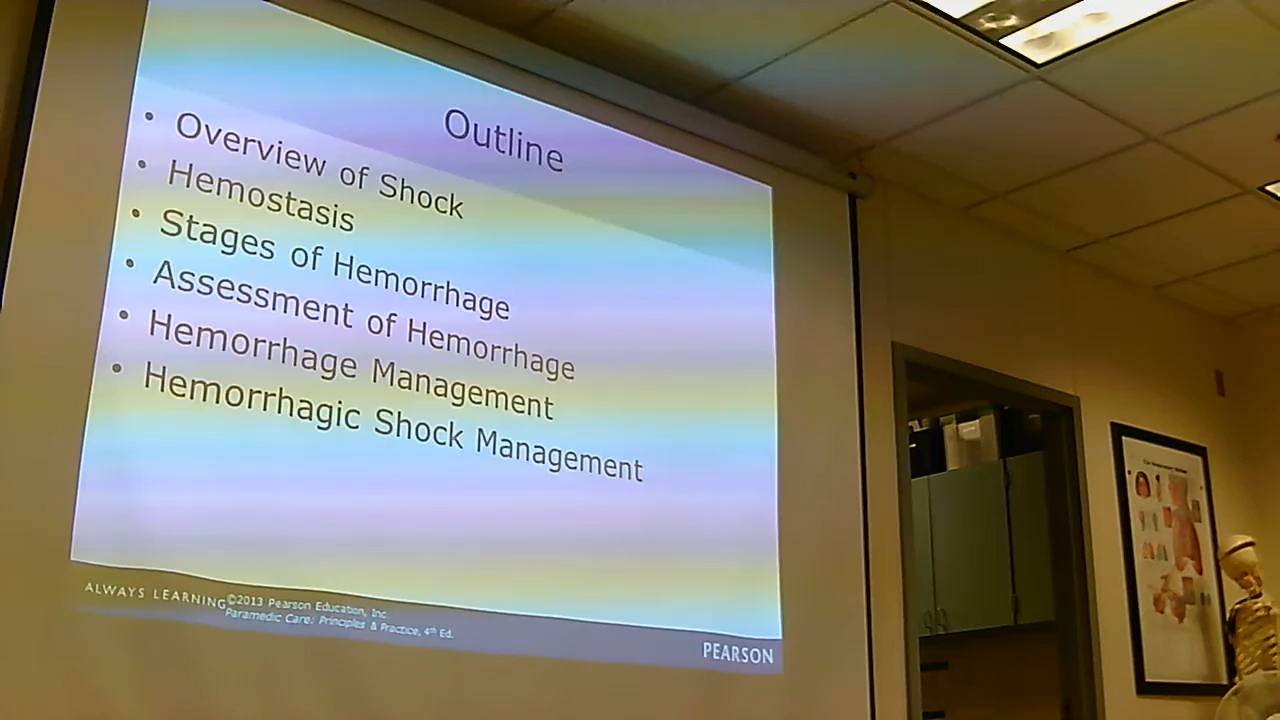 Outline
• Overview of Shock
• Hemostasis
• Stages of Hemorrhage
• Assessment of Hemorrhage
• Hemorrhage Management
• Hemorrhagic Shock Management
ALWAYS LEARNING
©2013 Pearson Education, Inc
Paramedic Care: Principles & Practice, 4th Ed.
PEARSON